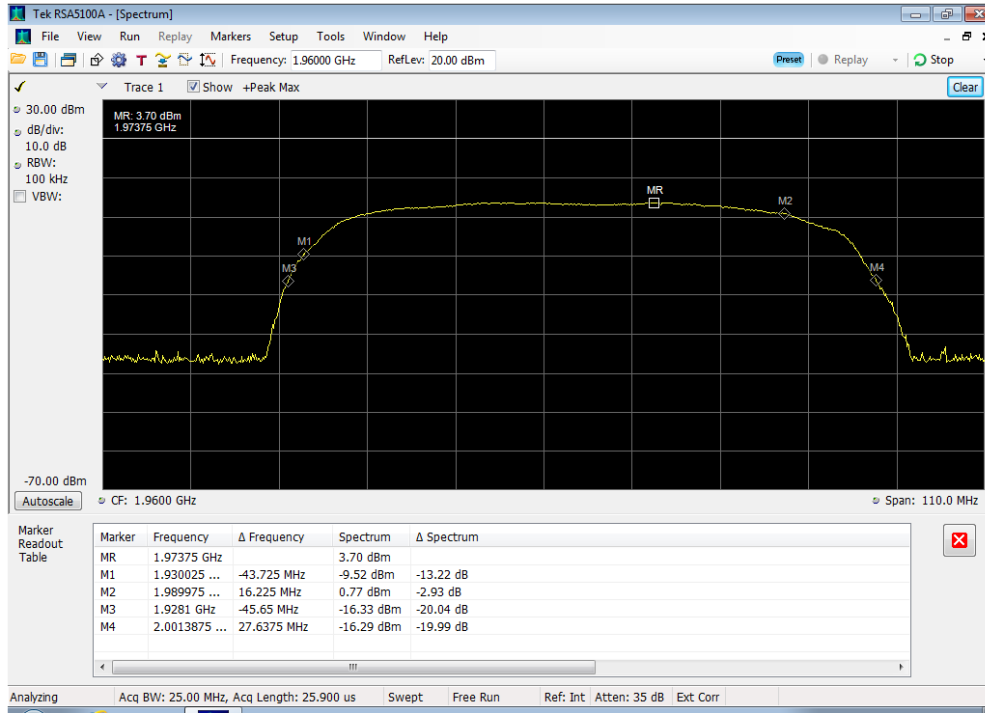 Tek RSA5100A - [Spectrum]
File View Run Replay Markers Setup Tools Window Help
T Frequency: 1.96000 GHz RefLev: 20.00 dBm Preset Replay Stop
Trace 1 Show +Peak Max Clear
30.00 dBm
dB/div:
10.0 dB
RBW:
100 kHz
VBW:
MR: 3.70 dBm
1.97375 GHz
MR
M2
M1
M3
M4
-70.00 dBm
Autoscale CF: 1.9600 GHz Span: 110.0 MHz
Marker
Readout
Table
Marker Frequency Δ Frequency Spectrum Δ Spectrum
MR 1.97375 GHz 3.70 dBm
M1 1.930025 ... -43.725 MHz -9.52 dBm -13.22 dB
M2 1.989975 ... 16.225 MHz 0.77 dBm -2.93 dB
M3 1.9281 GHz -45.65 MHz -16.33 dBm -20.04 dB
M4 2.0013875 ... 27.6375 MHz -16.29 dBm -19.99 dB
Analyzing Acq BW: 25.00 MHz, Acq Length: 25.900 us Swept Free Run Ref: Int Atten: 35 dB Ext Corr